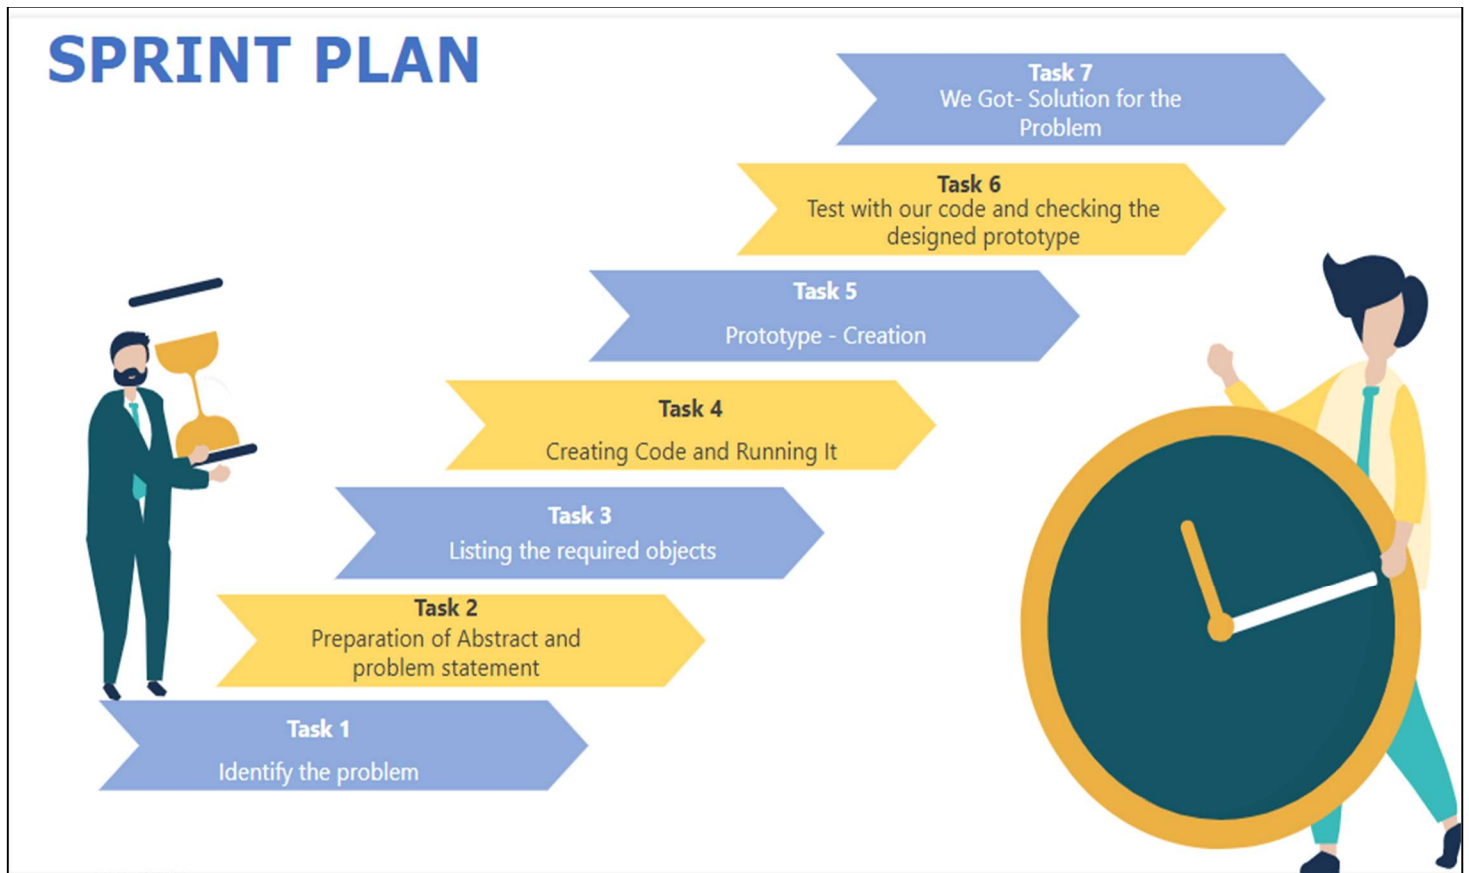 SPRINT PLAN
Task 7
We Got- Solution for the
Problem
Task 6
Test with our code and checking the
designed prototype
Task 5
Prototype - Creation
Task 4
Creating Code and Running It
Task 3
Listing the required objects
Task 2
Preparation of Abstract and
problem statement
Task 1
Identify the problem